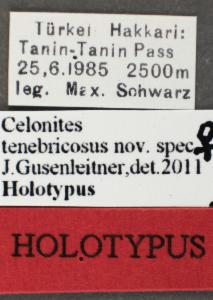 Türkei Hakkari:
Tanin-Tanin Pass
25,6.1985 2500m
leg. Max. Schwarz
Celonites
tenebricosus nov. spec. ♀
J.Gusenleitner,det.2011
Holotypus
HOLOTYPUS